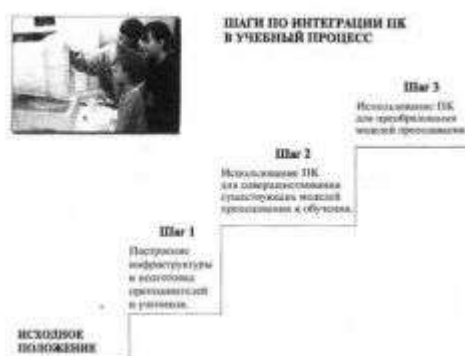 ШАГИ ПО ИНТЕГРАЦИИ ПК
В УЧЕБНЫЙ ПРОЦЕСС
Шаг 3
Использование ПК
для преобразования
моделей преподавания
Шаг 2
Использование ПК
для совершенствования
существующих моделей
преподавания и обучения.
Шаг 1
Построение
инфраструктуры
и подготовка
преподавателей
и учеников.
ИСХОДНОЕ
ПОЛОЖЕНИЕ